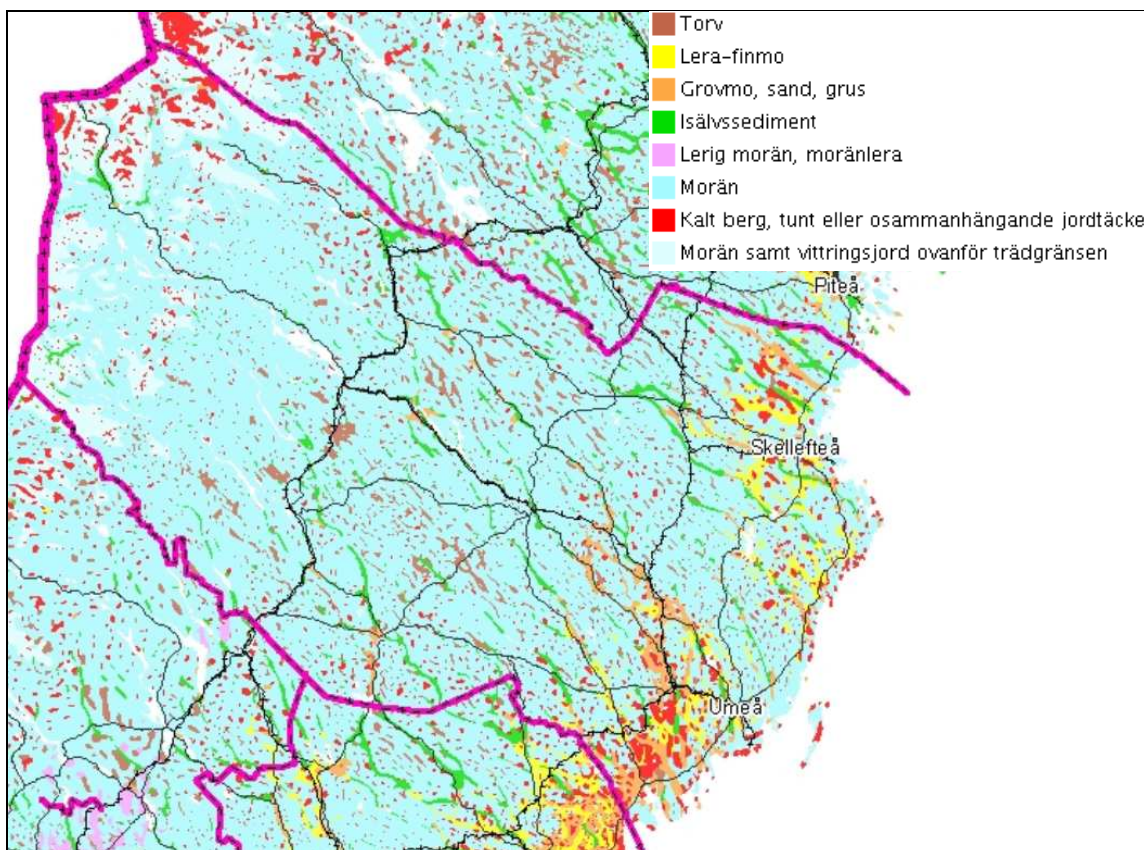 Torv
Lera-finmo
Grovmo, sand, grus
Isälvssediment
Lerig morän, moränlera
Morän
Kalt berg, tunt eller osammanhängande jordtäcke
Morän samt vittringsjord ovanför trädgränsen
Piteå
Skellefteå
Umeå